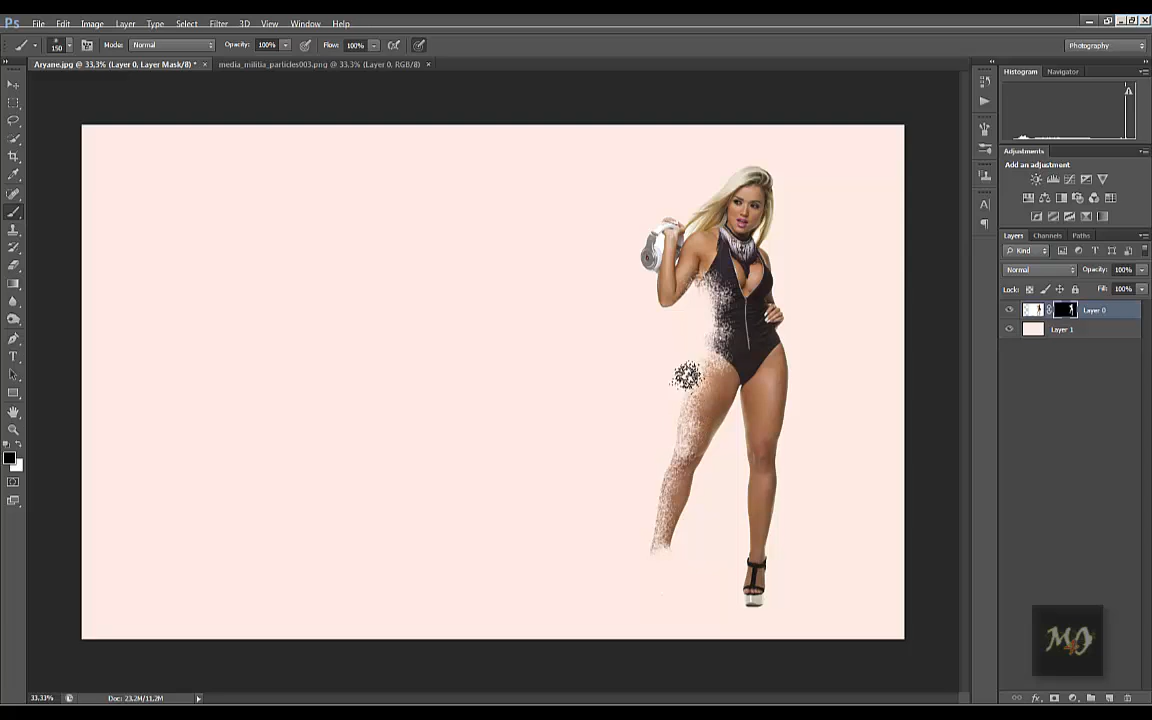 Ps File Edit Image Layer Type Select Filter 3D View Window Help
150 Mode: Normal Opacity: 100% Flow: 100% Photography
Aryane.jpg @ 33,3% (Layer 0, Layer Mask/8) * × media_militia_particles003.png @ 33.3% (Layer 0, RGB/8) ×
Histogram Navigator
Adjustments
Add an adjustment
Layers Channels Paths
Kind
Normal Opacity: 100%
Lock: Fill: 100%
Layer 0
Layer 1
MO
33.33% Doc: 23,2M/11,2M